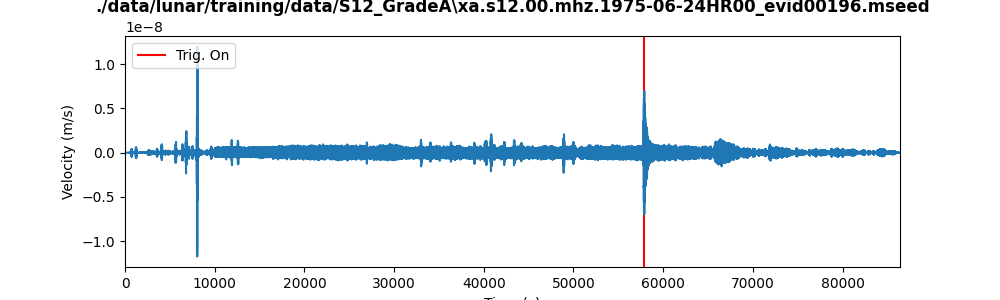 ./data/lunar/training/data/S12_GradeA\xa.s12.00.mhz.1975-06-24HR00_evid00196.mseed
1e−8
Trig. On
1.0
0.5
0.0
−0.5
−1.0
Velocity (m/s)
0 10000 20000 30000 40000 50000 60000 70000 80000
Time (s)